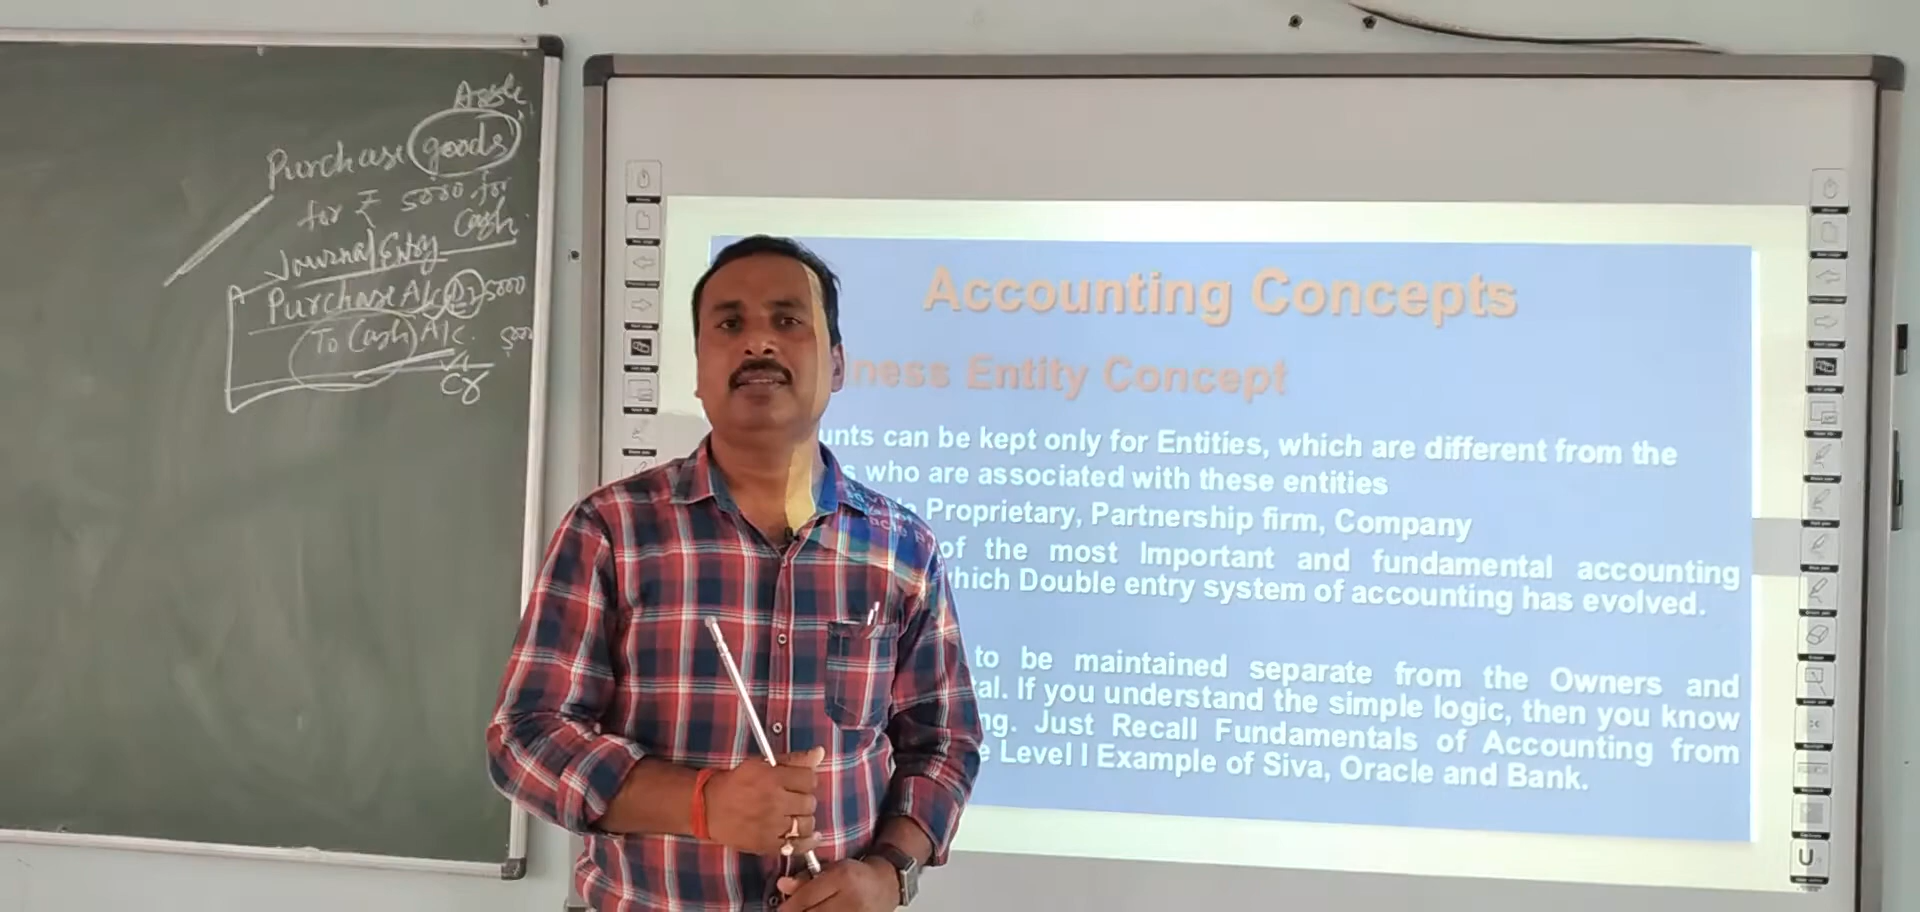 Assets
Purchase goods
for ₹ 5000 for
Cash
Journal Entry
Purchase A/c Dr 5000
To Cash A/c. 5000
Cr
Accounting Concepts
ness Entity Concept
unts can be kept only for Entities, which are different from the
s who are associated with these entities
Proprietary, Partnership firm, Company
of the most Important and fundamental accounting
which Double entry system of accounting has evolved.
to be maintained separate from the Owners and
al. If you understand the simple logic, then you know
ng. Just Recall Fundamentals of Accounting from
e Level I Example of Siva, Oracle and Bank.